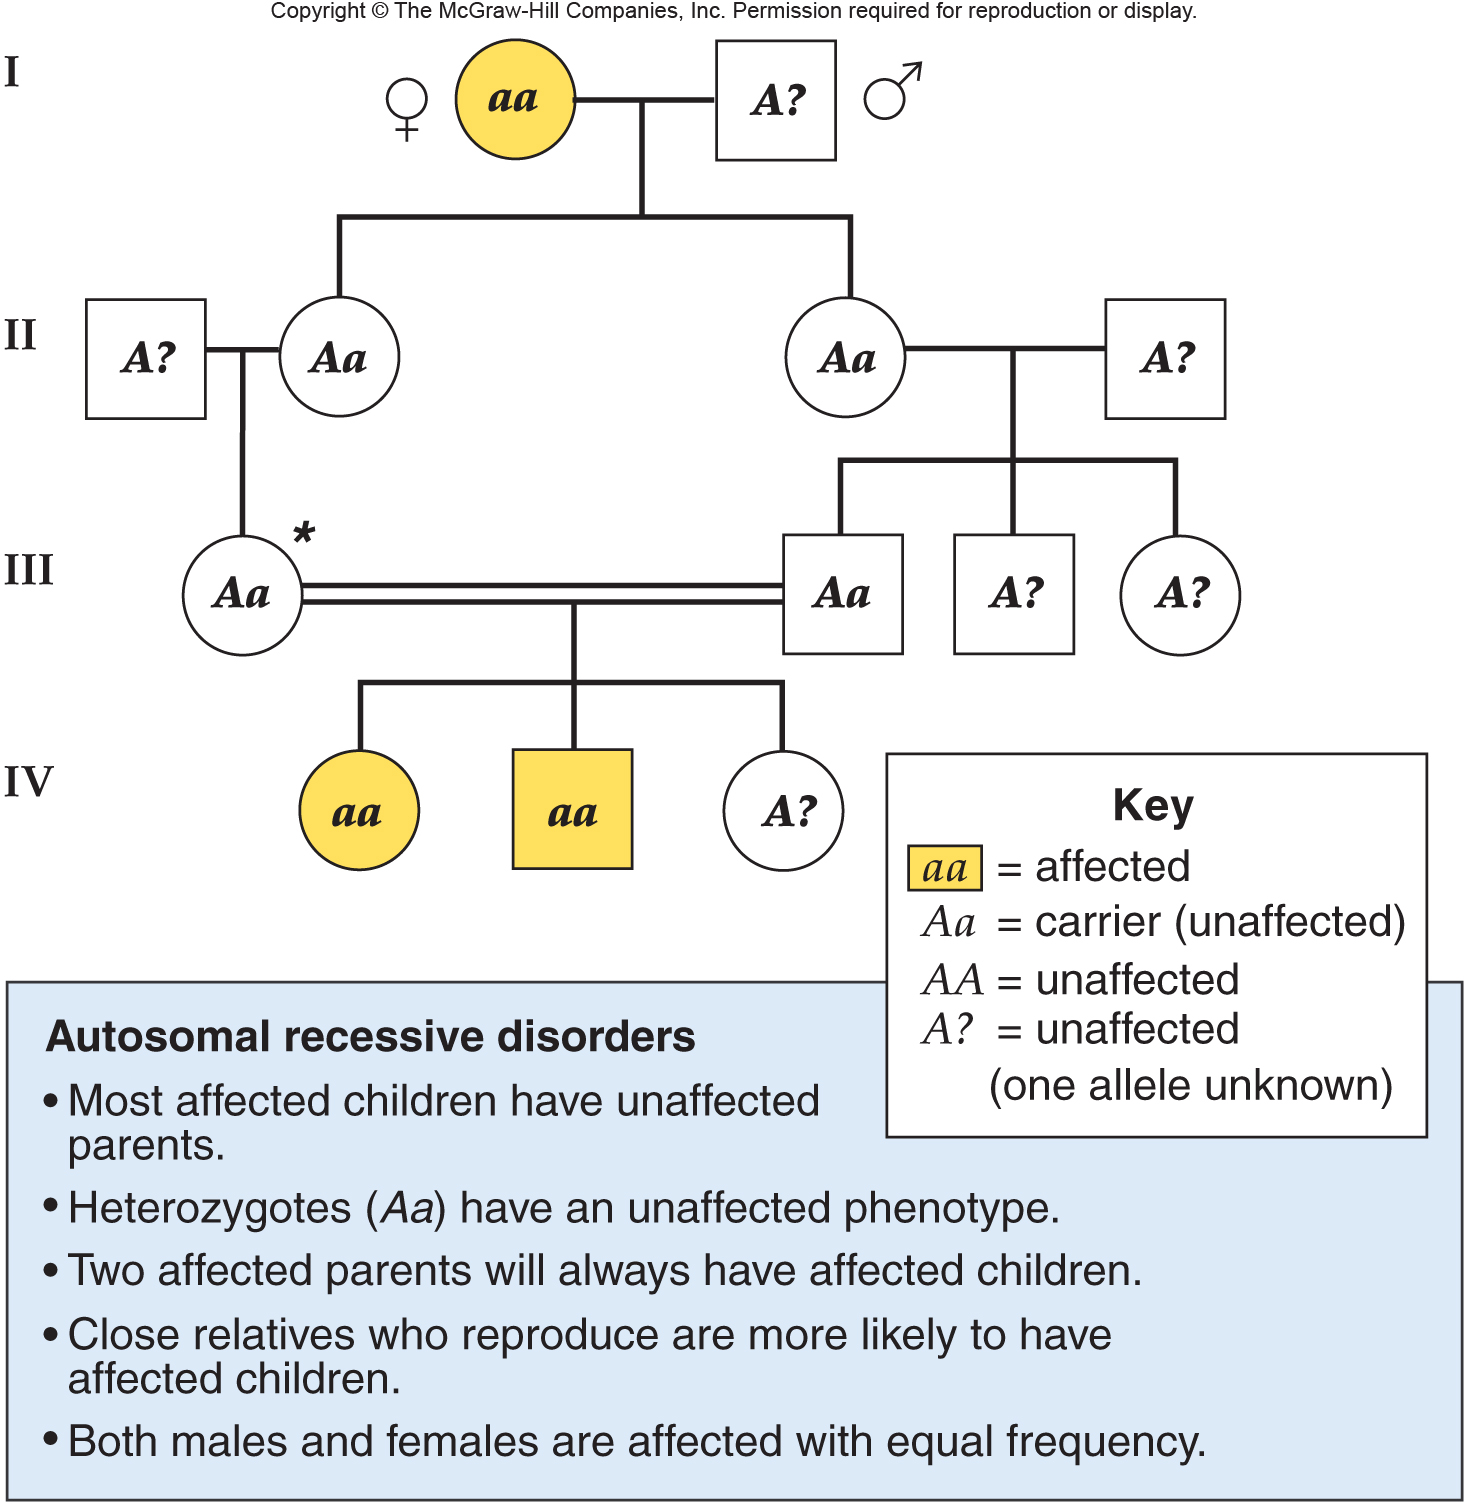 Copyright © The McGraw-Hill Companies, Inc. Permission required for reproduction or display.
I
aa
A?
II
A?
Aa
Aa
A?
III
Aa
*
Aa
A?
A?
IV
aa
aa
A?
Key
aa = affected
Aa = carrier (unaffected)
AA = unaffected
A? = unaffected
(one allele unknown)
Autosomal recessive disorders
• Most affected children have unaffected
parents.
• Heterozygotes (Aa) have an unaffected phenotype.
• Two affected parents will always have affected children.
• Close relatives who reproduce are more likely to have
affected children.
• Both males and females are affected with equal frequency.